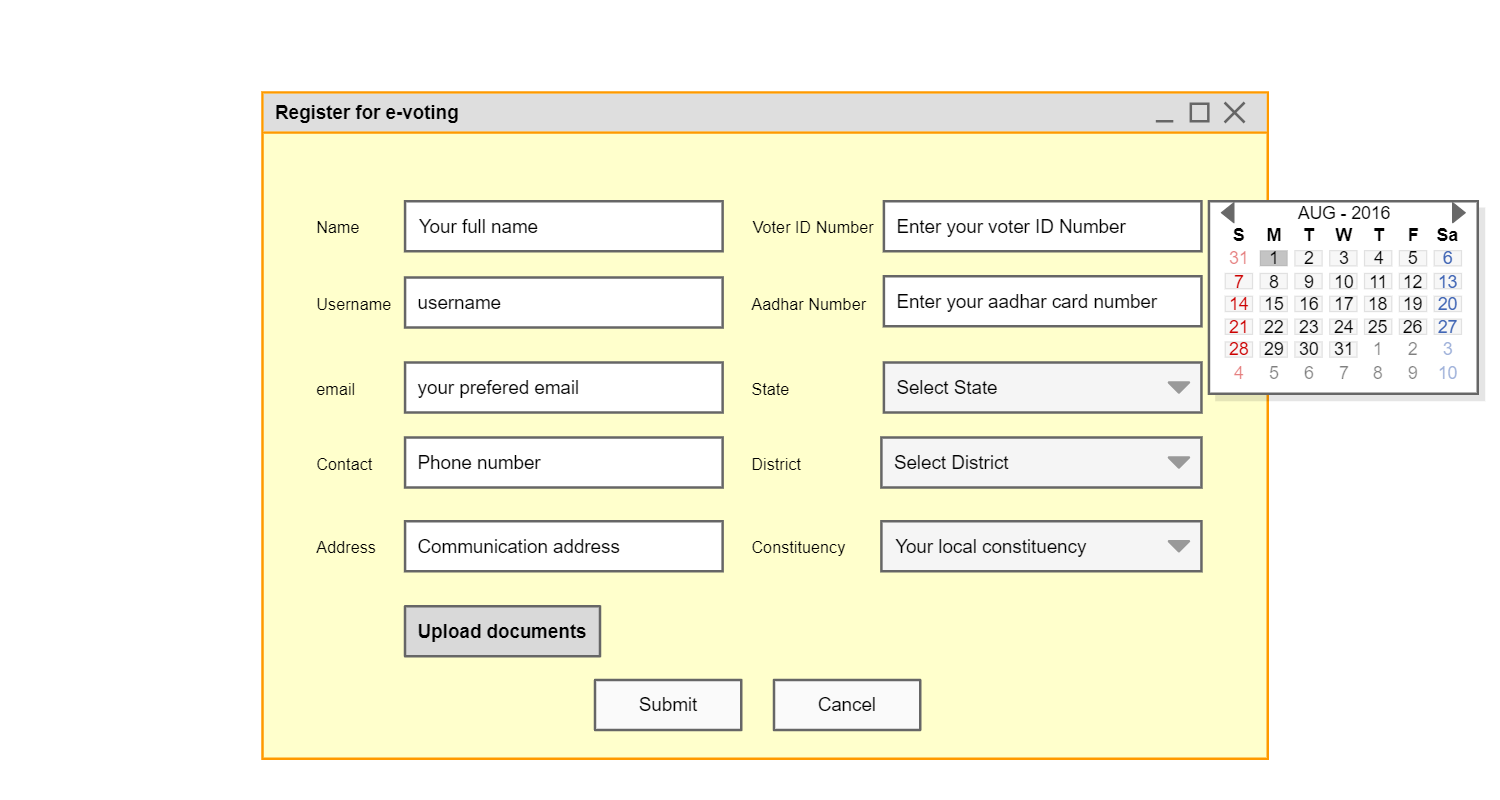 Register for e-voting
Name Your full name Voter ID Number Enter your voter ID Number
Username username Aadhar Number Enter your aadhar card number
email your prefered email State Select State
Contact Phone number District Select District
Address Communication address Constituency Your local constituency
Upload documents
Submit Cancel
AUG - 2016
S M T W T F Sa
31 1 2 3 4 5 6
7 8 9 10 11 12 13
14 15 16 17 18 19 20
21 22 23 24 25 26 27
28 29 30 31 1 2 3
4 5 6 7 8 9 10